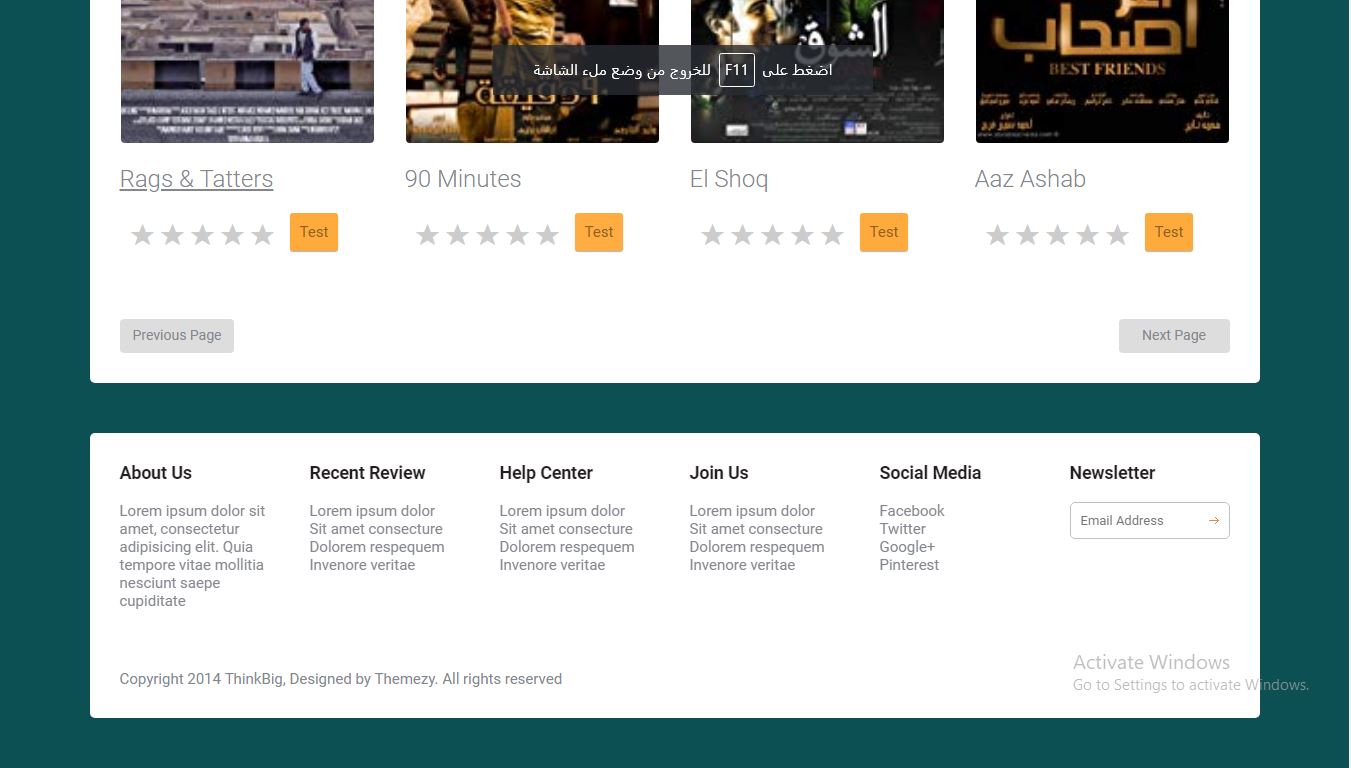 الشوق
اعز اصحاب
BEST FRIENDS
اضغط على F11 للخروج من وضع ملء الشاشة
Rags & Tatters
90 Minutes
El Shoq
Aaz Ashab
Test
Test
Test
Test
Previous Page
Next Page
About Us
Lorem ipsum dolor sit
amet, consectetur
adipisicing elit. Quia
tempore vitae mollitia
nesciunt saepe
cupiditate
Recent Review
Lorem ipsum dolor
Sit amet consecture
Dolorem respequem
Invenore veritae
Help Center
Lorem ipsum dolor
Sit amet consecture
Dolorem respequem
Invenore veritae
Join Us
Lorem ipsum dolor
Sit amet consecture
Dolorem respequem
Invenore veritae
Social Media
Facebook
Twitter
Google+
Pinterest
Newsletter
Email Address
Copyright 2014 ThinkBig, Designed by Themezy. All rights reserved
Activate Windows
Go to Settings to activate Windows.